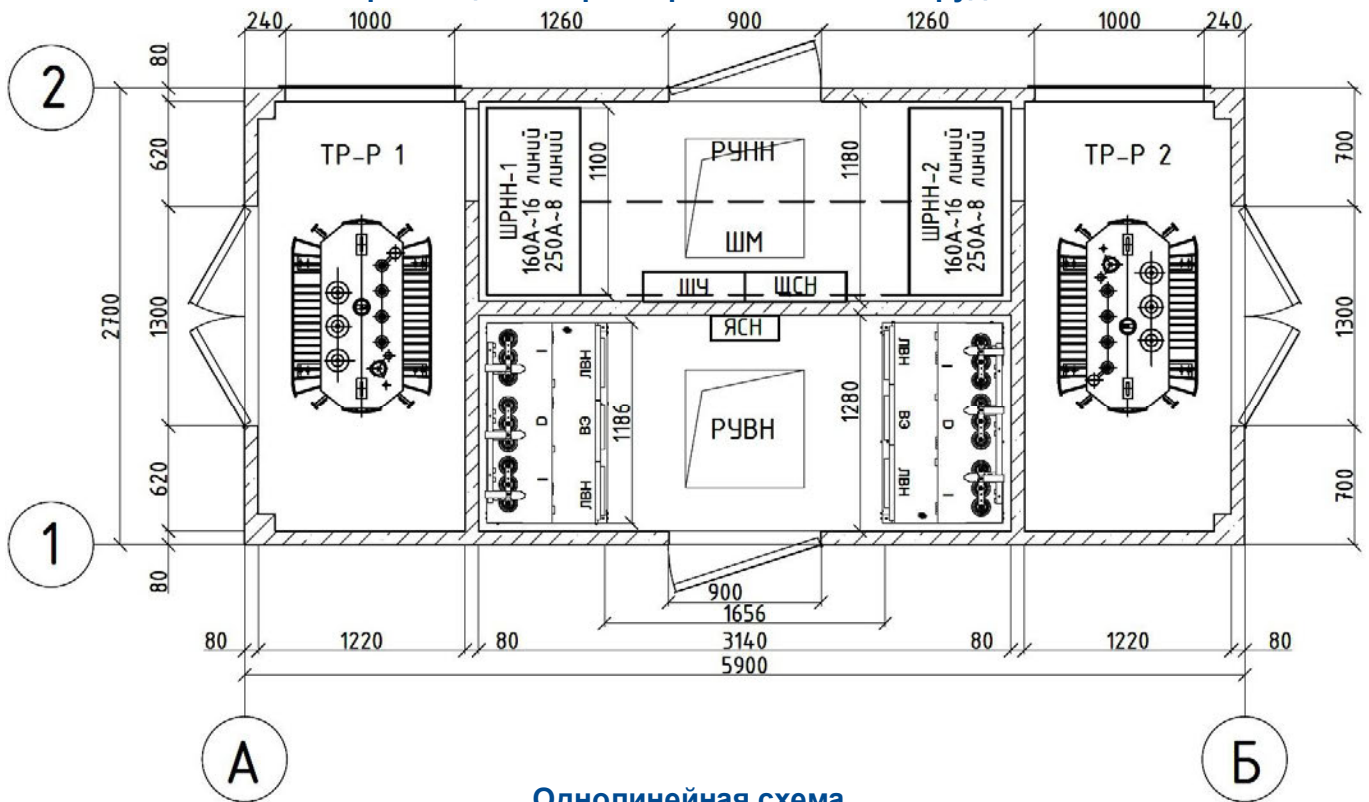 240 1000 1260 900 1260 1000 240
80
2
ТР-Р 1
ШРНН-1
160А~16 линий
250А~8 линий
1100
РУНН
ШМ
1180
ШРНН-2
160А~16 линий
250А~8 линий
ТР-Р 2
620
1300
2700
620
700
1300
700
ШУ ЩСН
ЯСН
I ЛВН
D ВЭ
I ЛВН
1186
РУВН
1280
ЛВН I
ВЭ D
ЛВН I
1
80
900
1656
80 1220 80 3140 80 1220 80
5900
А Б
Однолинейная схема